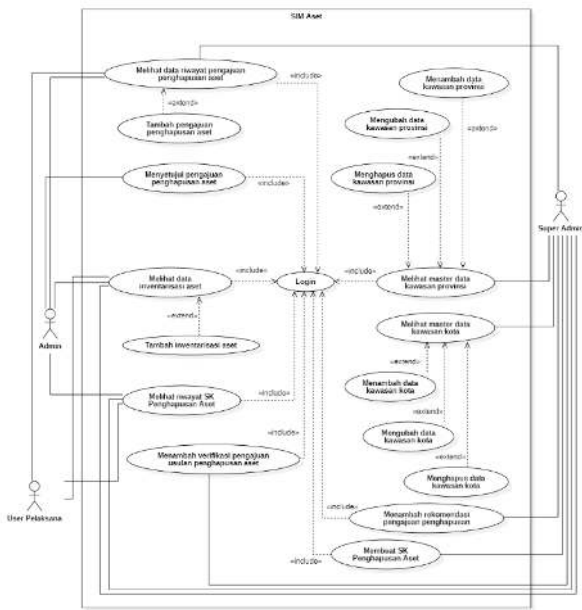 SIM Aset
Melihat data riwayat pengajuan
penghapusan aset
«include»
Menambah data
kawasan provinsi
«extend»
Tambah pengajuan
penghapusan aset
Mengubah data
kawasan provinsi
«extend»
«extend»
Menyetujui pengajuan
penghapusan aset
«include»
Menghapus data
kawasan provinsi
«extend»
Super Admin
Melihat data
inventarisasi aset
«include»
Login
«include»
Melihat master data
kawasan provinsi
«extend»
Admin
Tambah inventarisasi aset
Melihat master data
kawasan kota
«extend»
Menambah data
kawasan kota
Melihat riwayat SK
Penghapusan Aset
«include»
«extend»
«include»
Mengubah data
kawasan kota
Menambah verifikasi pengajuan
usulan penghapusan aset
«extend»
Menghapus data
kawasan kota
User Pelaksana
«include»
Menambah rekomendasi
pengajuan penghapusan
«include»
Membuat SK
Penghapusan Aset